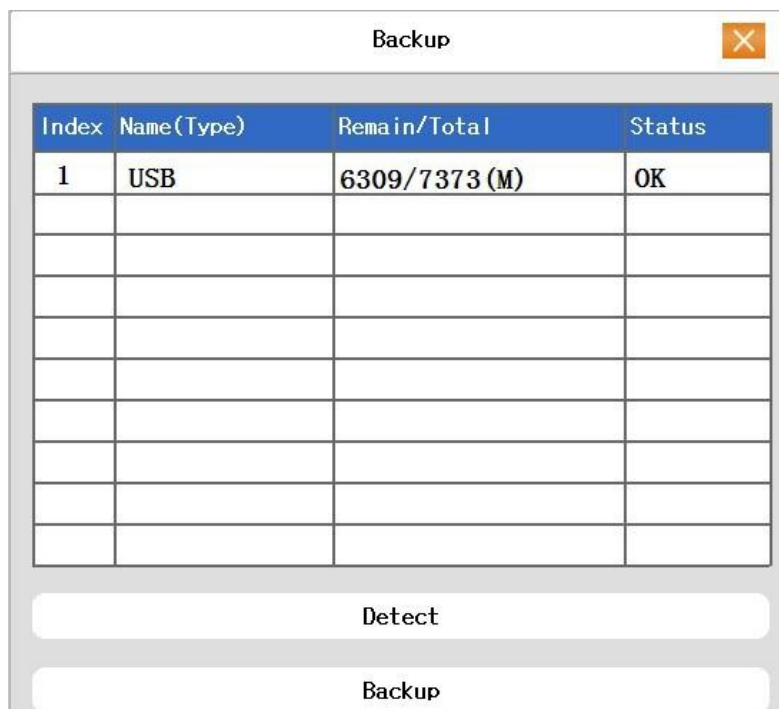 Backup
Index Name(Type) Remain/Total Status
1 USB 6309/7373(M) OK
Detect
Backup